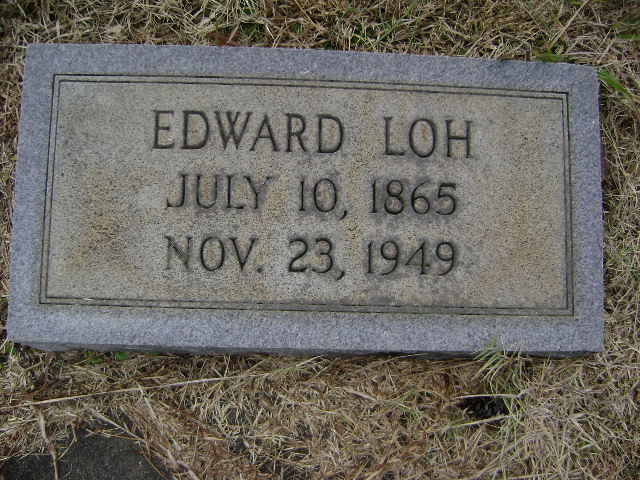 EDWARD LOH
JULY 10, 1865
NOV. 23, 1949